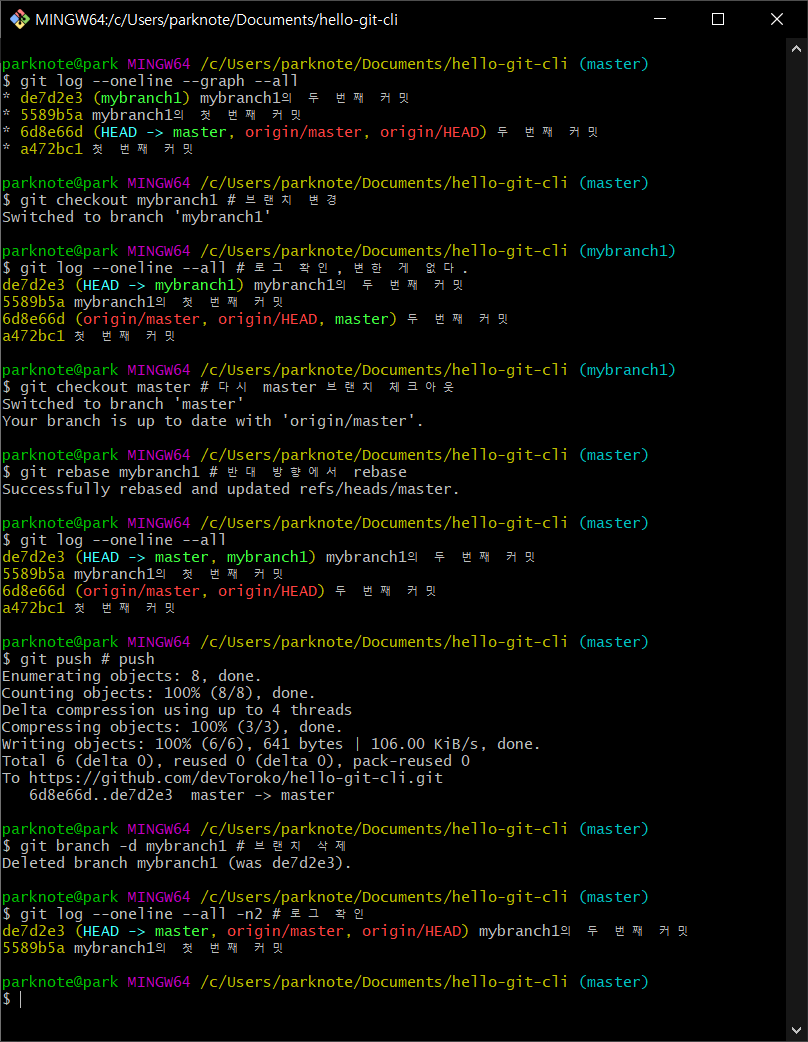 MINGW64:/c/Users/parknote/Documents/hello-git-cli
parknote@park MINGW64 /c/Users/parknote/Documents/hello-git-cli (master)
$ git log --oneline --graph --all
* de7d2e3 (mybranch1) mybranch1의 두 번째 커밋
* 5589b5a mybranch1의 첫 번째 커밋
* 6d8e66d (HEAD -> master, origin/master, origin/HEAD) 두 번째 커밋
* a472bc1 첫 번째 커밋
parknote@park MINGW64 /c/Users/parknote/Documents/hello-git-cli (master)
$ git checkout mybranch1 # 브랜치 변경
Switched to branch 'mybranch1'
parknote@park MINGW64 /c/Users/parknote/Documents/hello-git-cli (mybranch1)
$ git log --oneline --all # 로그 확인, 변한 게 없다.
de7d2e3 (HEAD -> mybranch1) mybranch1의 두 번째 커밋
5589b5a mybranch1의 첫 번째 커밋
6d8e66d (origin/master, origin/HEAD, master) 두 번째 커밋
a472bc1 첫 번째 커밋
parknote@park MINGW64 /c/Users/parknote/Documents/hello-git-cli (mybranch1)
$ git checkout master # 다시 master 브랜치 체크아웃
Switched to branch 'master'
Your branch is up to date with 'origin/master'.
parknote@park MINGW64 /c/Users/parknote/Documents/hello-git-cli (master)
$ git rebase mybranch1 # 반대 방향에서 rebase
Successfully rebased and updated refs/heads/master.
parknote@park MINGW64 /c/Users/parknote/Documents/hello-git-cli (master)
$ git log --oneline --all
de7d2e3 (HEAD -> master, mybranch1) mybranch1의 두 번째 커밋
5589b5a mybranch1의 첫 번째 커밋
6d8e66d (origin/master, origin/HEAD) 두 번째 커밋
a472bc1 첫 번째 커밋
parknote@park MINGW64 /c/Users/parknote/Documents/hello-git-cli (master)
$ git push # push
Enumerating objects: 8, done.
Counting objects: 100% (8/8), done.
Delta compression using up to 4 threads
Compressing objects: 100% (3/3), done.
Writing objects: 100% (6/6), 641 bytes | 106.00 KiB/s, done.
Total 6 (delta 0), reused 0 (delta 0), pack-reused 0
To https://github.com/devToroko/hello-git-cli.git
6d8e66d..de7d2e3 master -> master
parknote@park MINGW64 /c/Users/parknote/Documents/hello-git-cli (master)
$ git branch -d mybranch1 # 브랜치 삭제
Deleted branch mybranch1 (was de7d2e3).
parknote@park MINGW64 /c/Users/parknote/Documents/hello-git-cli (master)
$ git log --oneline --all -n2 # 로그 확인
de7d2e3 (HEAD -> master, origin/master, origin/HEAD) mybranch1의 두 번째 커밋
5589b5a mybranch1의 첫 번째 커밋
parknote@park MINGW64 /c/Users/parknote/Documents/hello-git-cli (master)
$